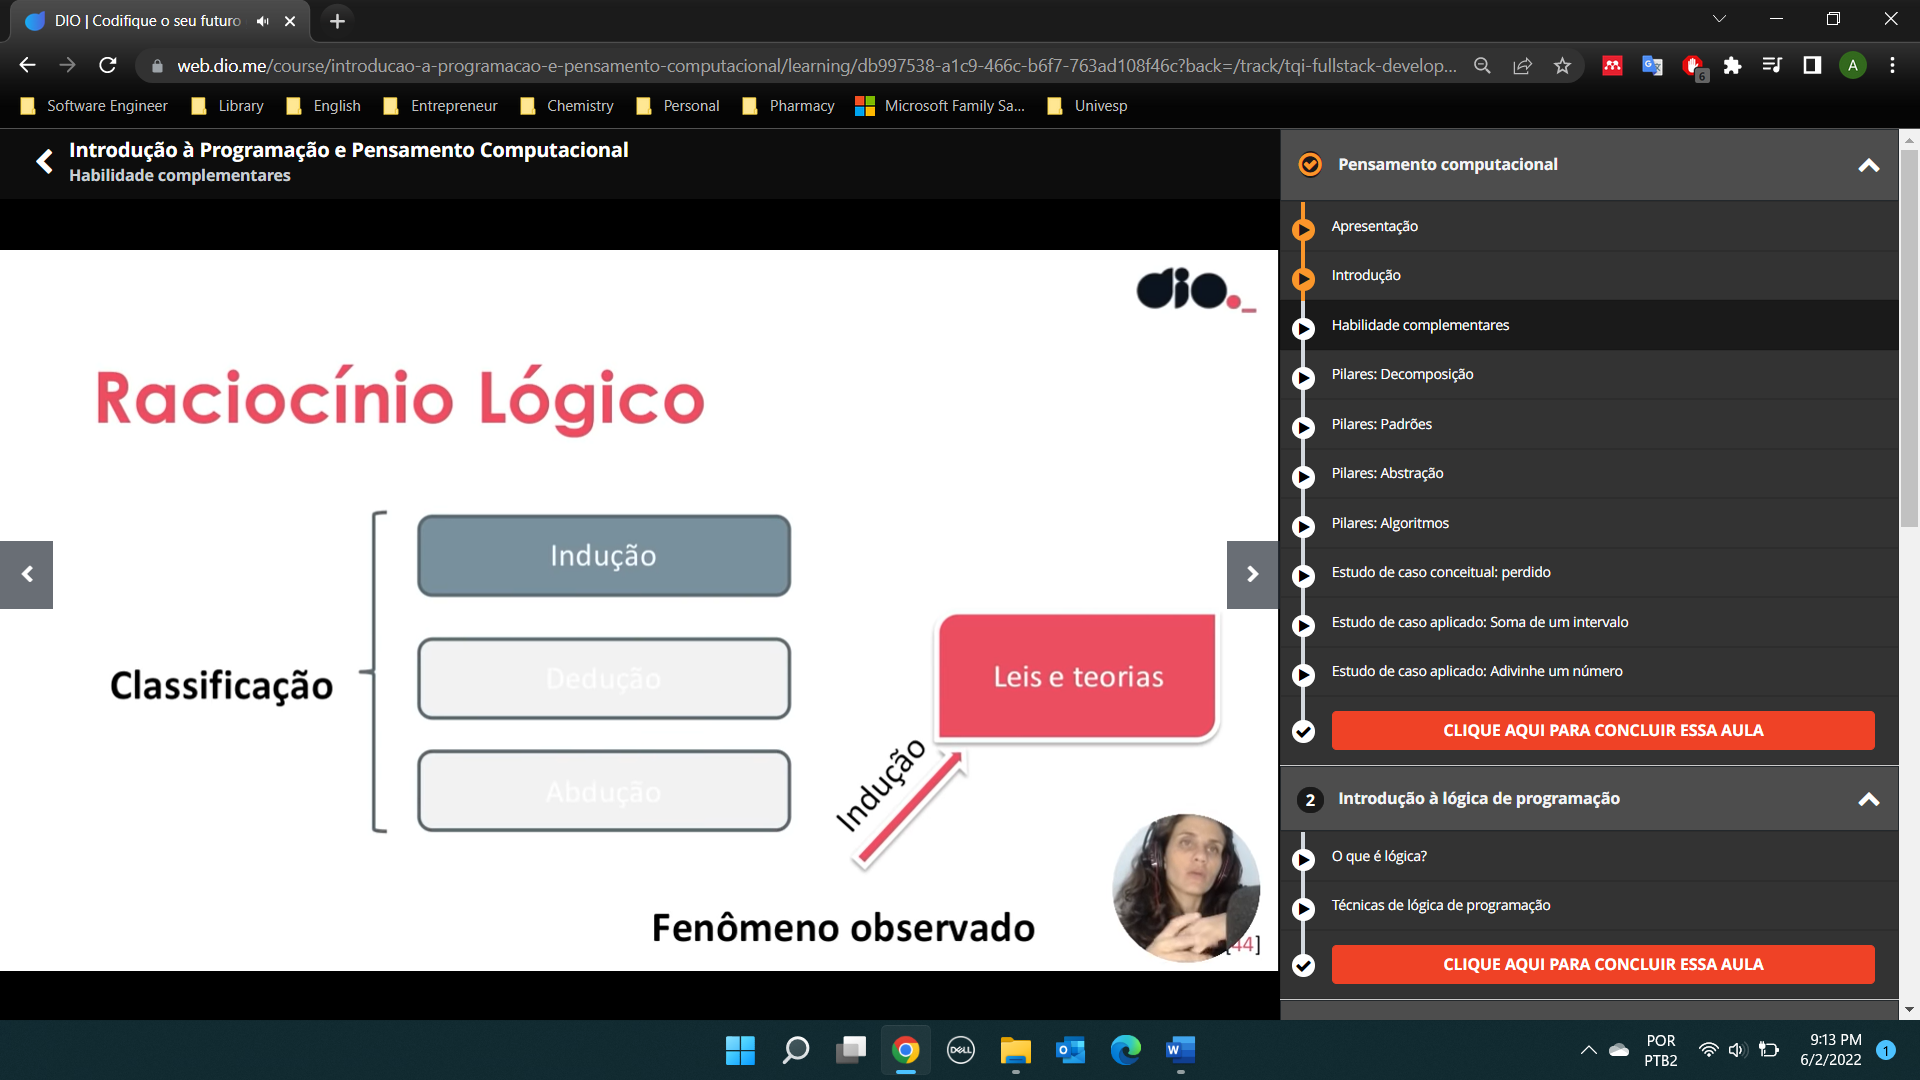 DIO | Codifique o seu futuro
web.dio.me/course/introducao-a-programacao-e-pensamento-computacional/learning/db997538-a1c9-466c-b6f7-763ad108f46c?back=/track/tqi-fullstack-develop...
6
A
Software Engineer
Library
English
Entrepreneur
Chemistry
Personal
Pharmacy
Microsoft Family Sa...
Univesp
Introdução à Programação e Pensamento Computacional
Habilidade complementares
dio._
Raciocínio Lógico
Classificação
Indução
Dedução
Abdução
Leis e teorias
Indução
Fenômeno observado
[44]
Pensamento computacional
Apresentação
Introdução
Habilidade complementares
Pilares: Decomposição
Pilares: Padrões
Pilares: Abstração
Pilares: Algoritmos
Estudo de caso conceitual: perdido
Estudo de caso aplicado: Soma de um intervalo
Estudo de caso aplicado: Adivinhe um número
CLIQUE AQUI PARA CONCLUIR ESSA AULA
2 Introdução à lógica de programação
O que é lógica?
Técnicas de lógica de programação
CLIQUE AQUI PARA CONCLUIR ESSA AULA
DELL
POR
PTB2
9:13 PM
6/2/2022
1